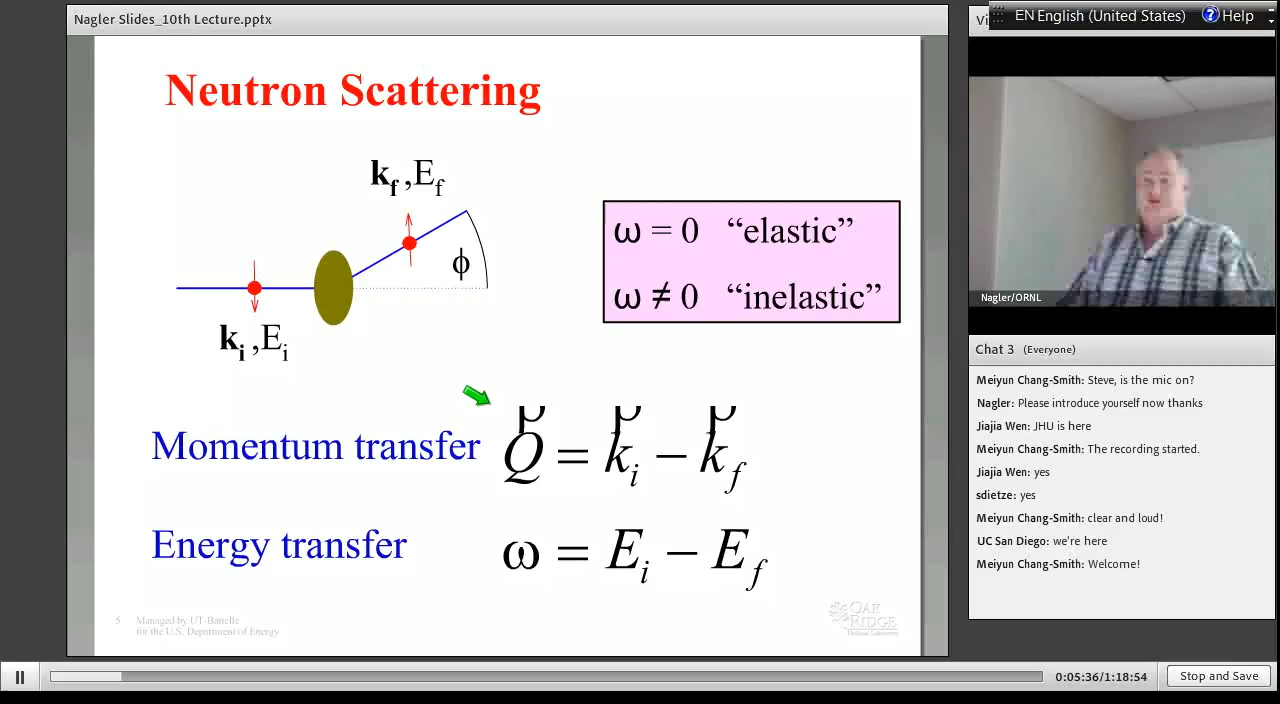 Nagler Slides_10th Lecture.pptx
EN English (United States) Help
Neutron Scattering
k_f ,E_f
ω = 0 “elastic”
ϕ
ω ≠ 0 “inelastic”
k_i ,E_i
Momentum transfer Q = k_i − k_f
Energy transfer ω = E_i − E_f
5 Managed by UT-Battelle
for the U.S. Department of Energy
OAK
RIDGE
National Laboratory
Nagler/ORNL
Chat 3 (Everyone)
Meiyun Chang-Smith: Steve, is the mic on?
Nagler: Please introduce yourself now thanks
Jiajia Wen: JHU is here
Meiyun Chang-Smith: The recording started.
Jiajia Wen: yes
sdietze: yes
Meiyun Chang-Smith: clear and loud!
UC San Diego: we're here
Meiyun Chang-Smith: Welcome!
0:05:36/1:18:54
Stop and Save